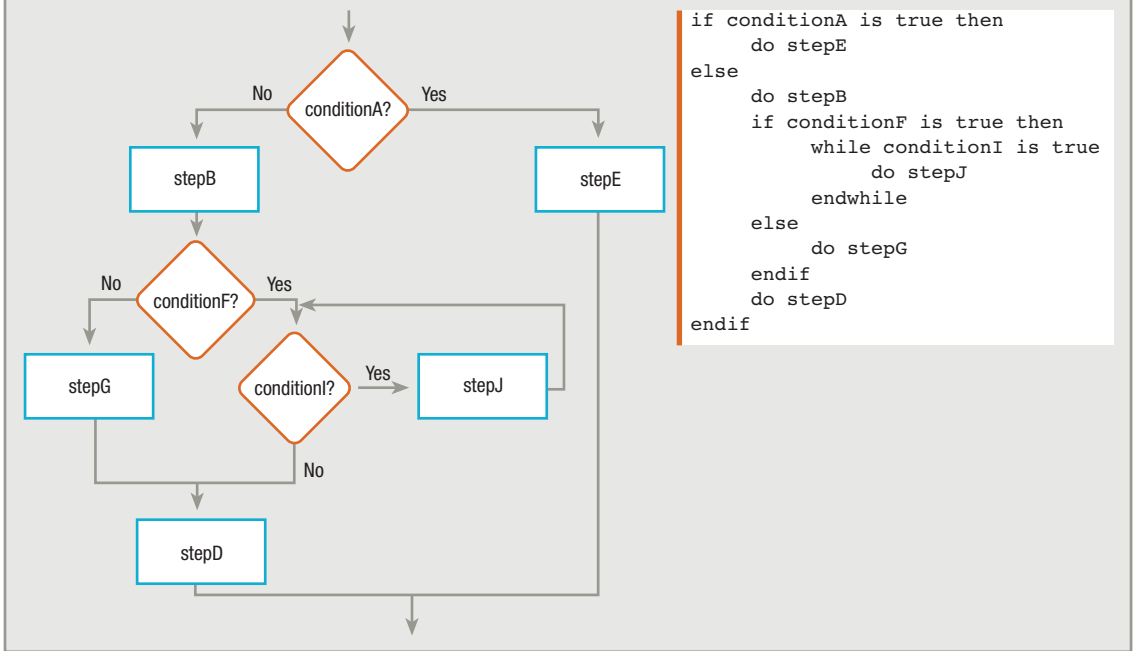 conditionA?
No
Yes
stepB
stepE
conditionF?
No
Yes
stepG
conditionI?
Yes
stepJ
No
stepD
if conditionA is true then
do stepE
else
do stepB
if conditionF is true then
while conditionI is true
do stepJ
endwhile
else
do stepG
endif
do stepD
endif